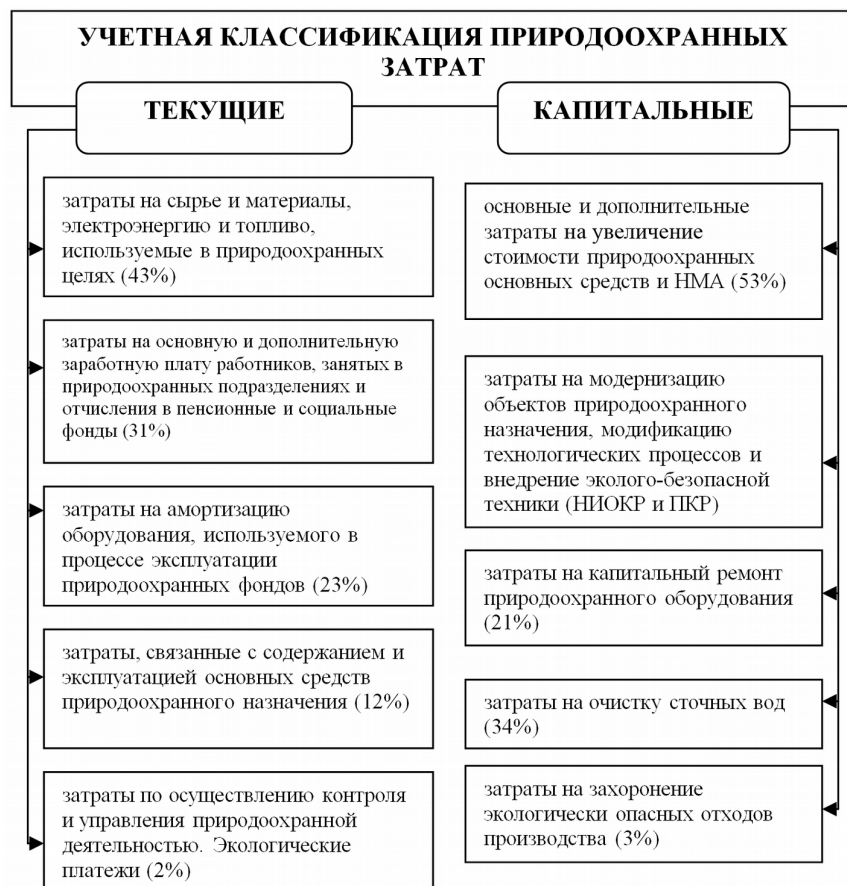 УЧЕТНАЯ КЛАССИФИКАЦИЯ ПРИРОДООХРАННЫХ
ЗАТРАТ
ТЕКУЩИЕ
затраты на сырье и материалы,
электроэнергию и топливо,
используемые в природоохранных
целях (43%)
затраты на основную и дополнительную
заработную плату работников, занятых в
природоохранных подразделениях и
отчисления в пенсионные и социальные
фонды (31%)
затраты на амортизацию
оборудования, используемого в
процессе эксплуатации
природоохранных фондов (23%)
затраты, связанные с содержанием и
эксплуатацией основных средств
природоохранного назначения (12%)
затраты по осуществлению контроля
и управления природоохранной
деятельностью. Экологические
платежи (2%)
КАПИТАЛЬНЫЕ
основные и дополнительные
затраты на увеличение
стоимости природоохранных
основных средств и НМА (53%)
затраты на модернизацию
объектов природоохранного
назначения, модификацию
технологических процессов и
внедрение эколого-безопасной
техники (НИОКР и ПКР)
затраты на капитальный ремонт
природоохранного оборудования
(21%)
затраты на очистку сточных вод
(34%)
затраты на захоронение
экологически опасных отходов
производства (3%)